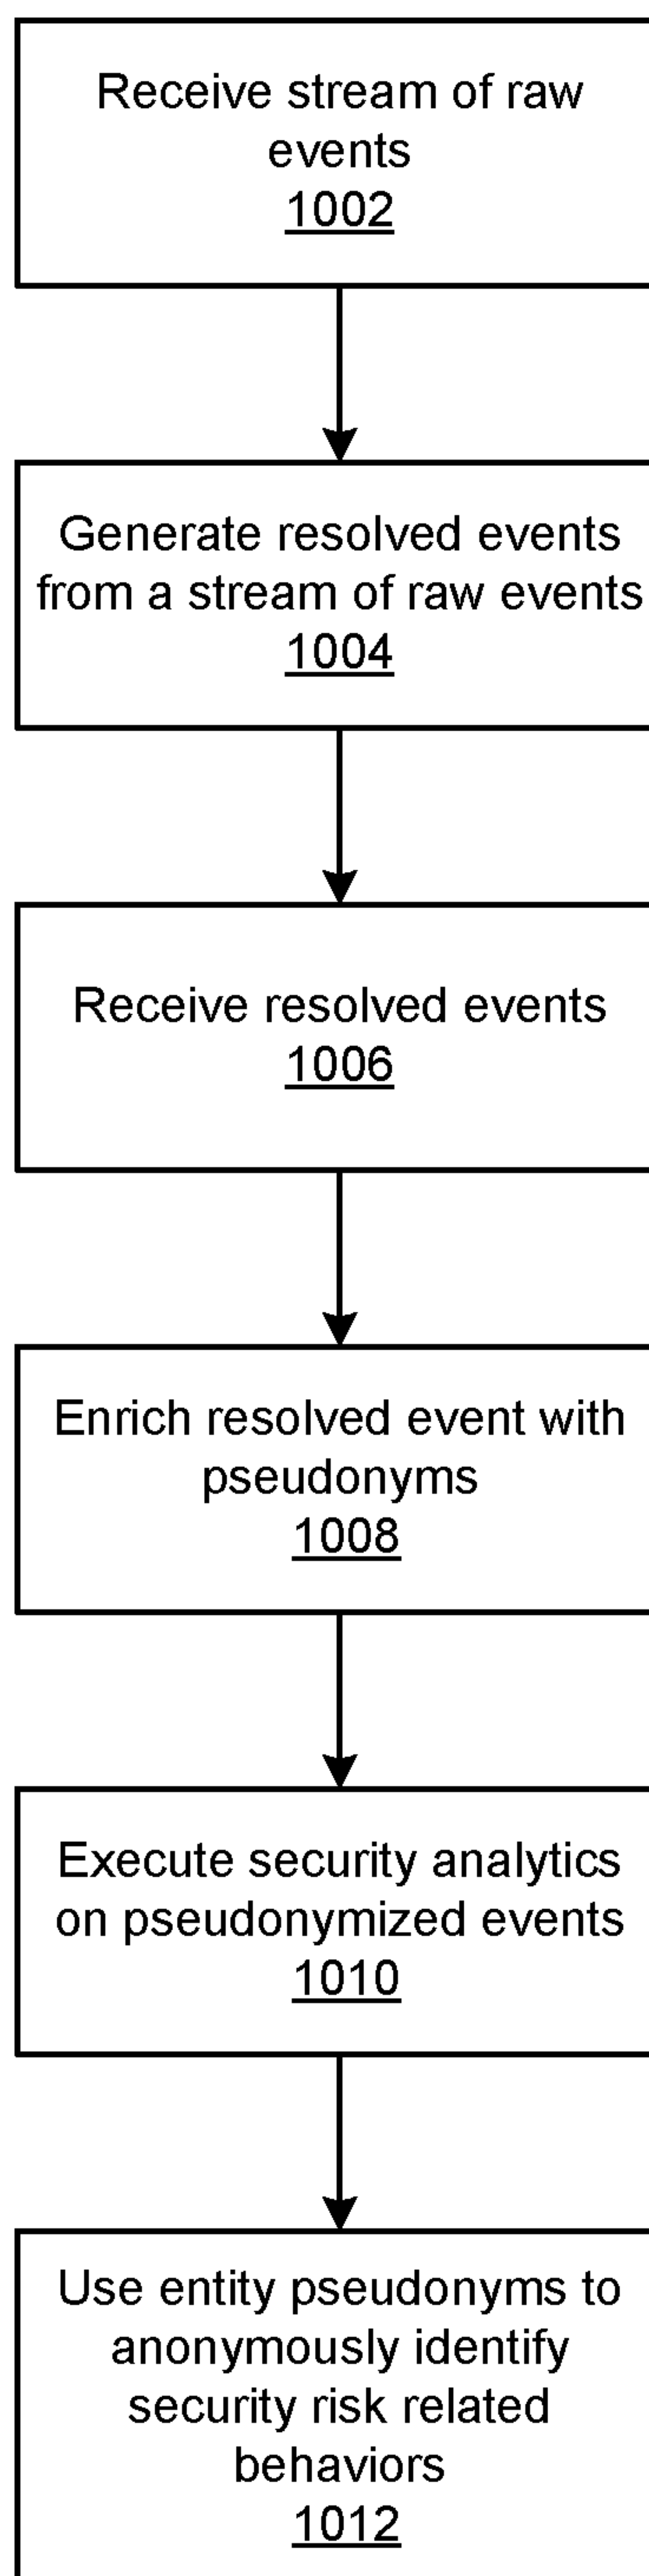 Receive stream of raw
events
1002
Generate resolved events
from a stream of raw events
1004
Receive resolved events
1006
Enrich resolved event with
pseudonyms
1008
Execute security analytics
on pseudonymized events
1010
Use entity pseudonyms to
anonymously identify
security risk related
behaviors
1012